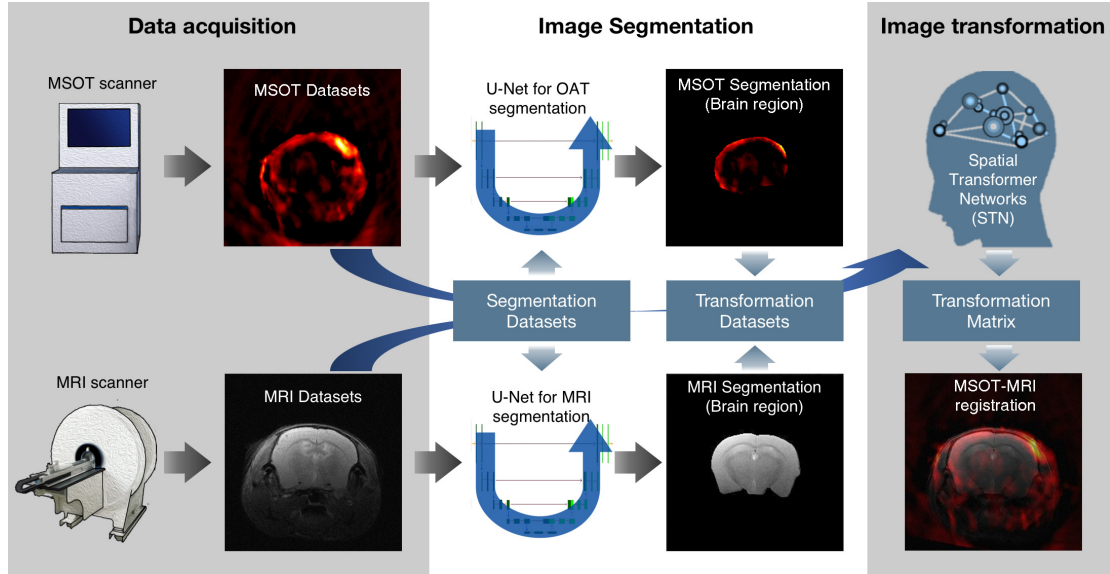 Data acquisition
Image Segmentation
Image transformation
MSOT scanner
MSOT Datasets
U-Net for OAT
segmentation
MSOT Segmentation
(Brain region)
Spatial
Transformer
Networks
(STN)
Segmentation
Datasets
Transformation
Datasets
Transformation
Matrix
MRI scanner
MRI Datasets
U-Net for MRI
segmentation
MRI Segmentation
(Brain region)
MSOT-MRI
registration